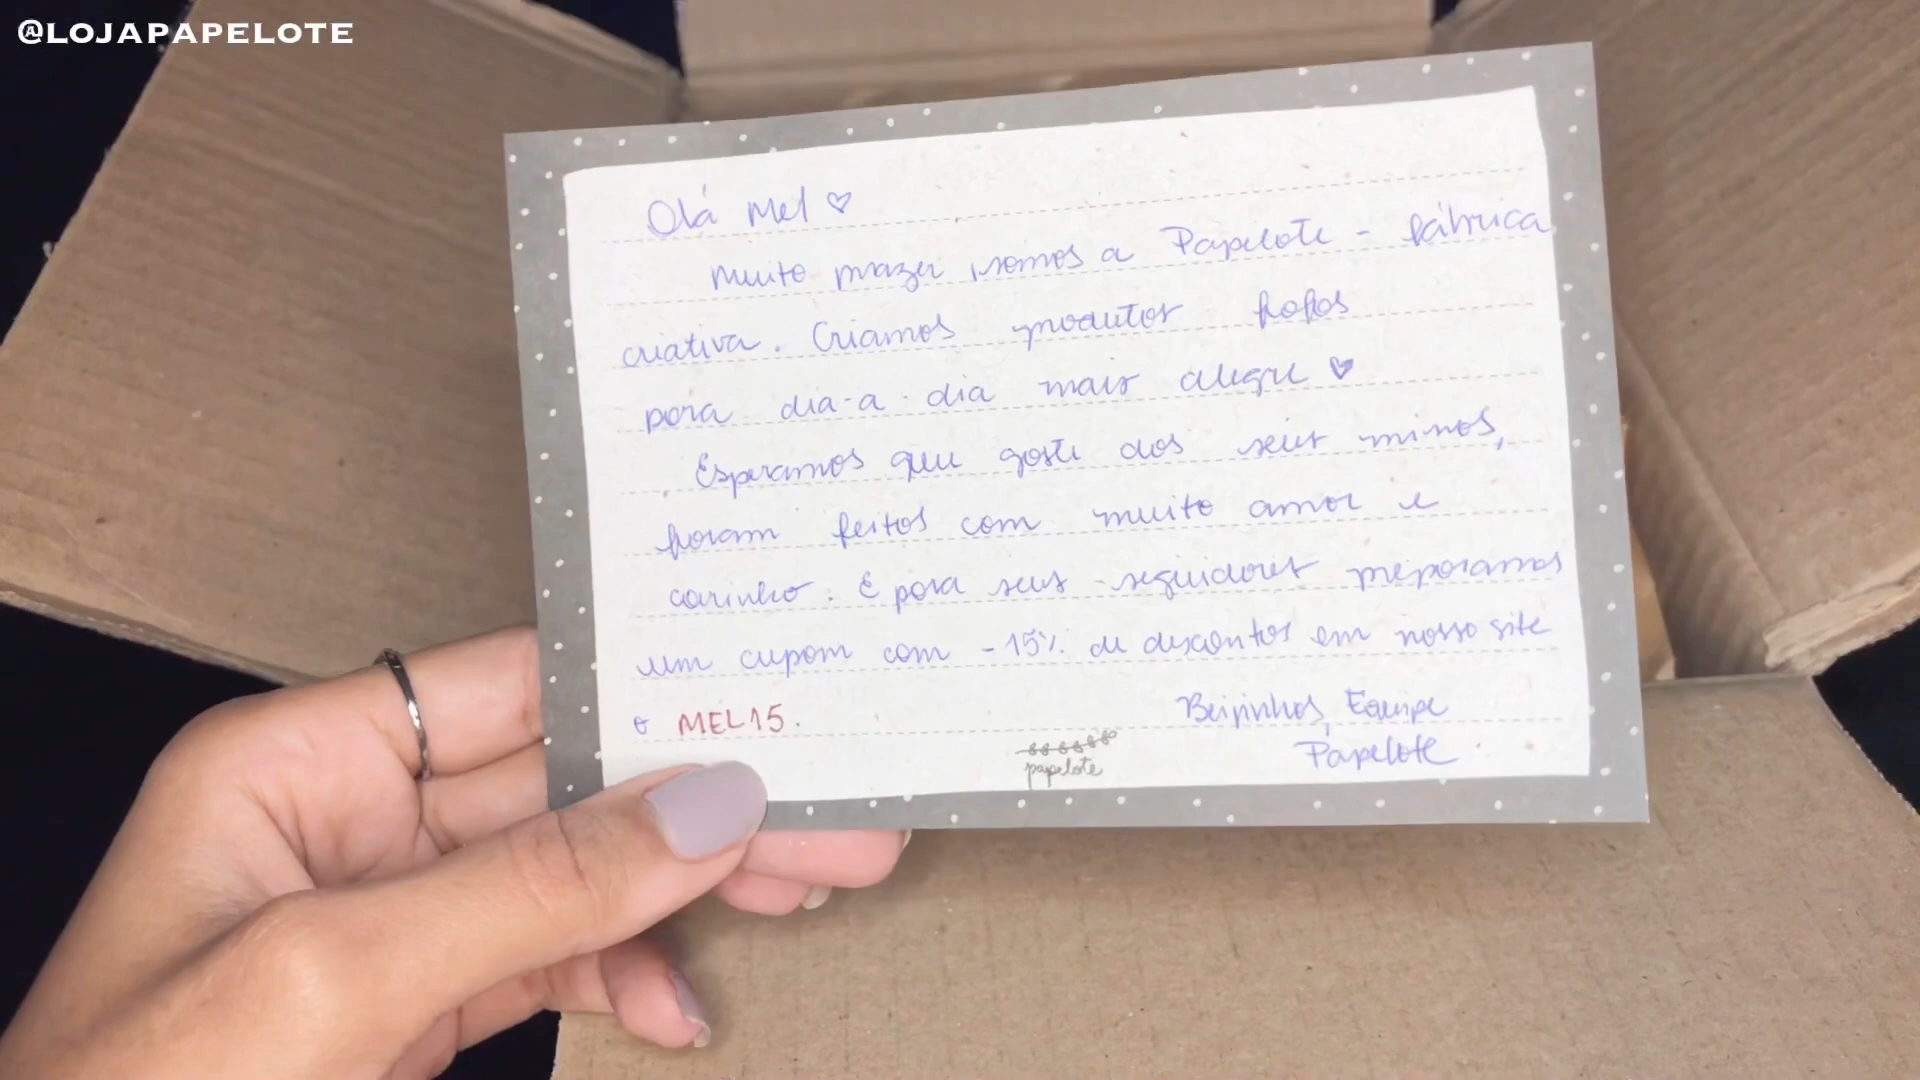 @LOJAPAPELOTE
Olá Mel ♡
Muito prazer, somos a Papelote - fábrica
criativa. Criamos produtos fofos
para dia-a-dia mais alegre ♥
Esperamos que goste dos seus mimos,
foram feitos com muito amor e
carinho. E para seus seguidores preparamos
um cupom com -15% de descontos em nosso site
o MEL15.
Beijinhos, Equipe
Papelote
papelote